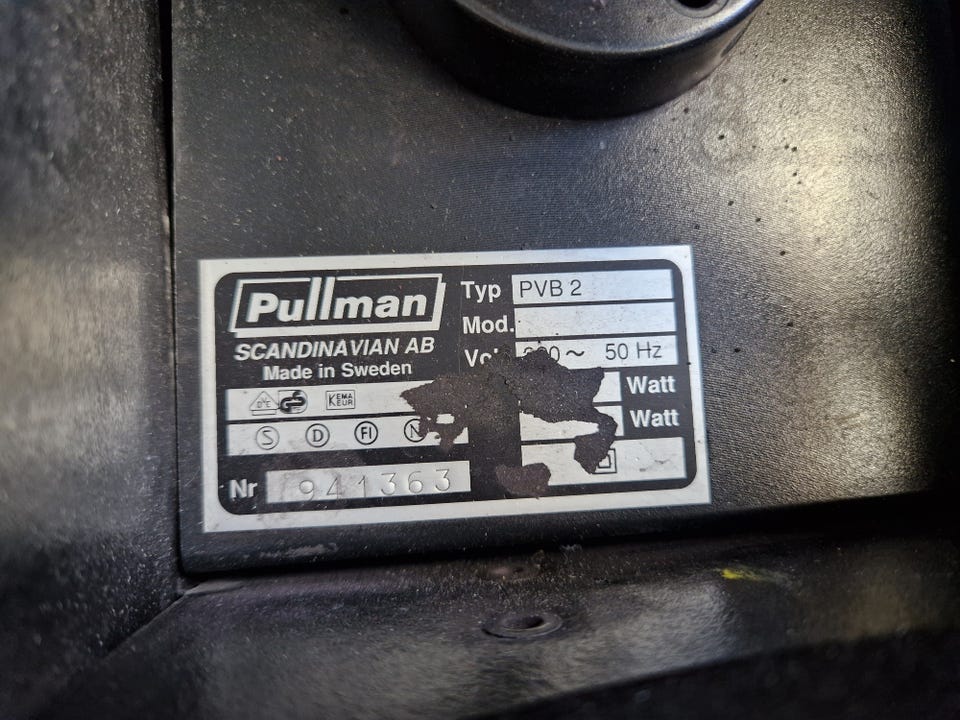 Pullman
SCANDINAVIAN AB
Made in Sweden
Typ PVB 2
Mod.
50 Hz
Watt
Watt
KEMA
KEUR
S D FI N
Nr 941363